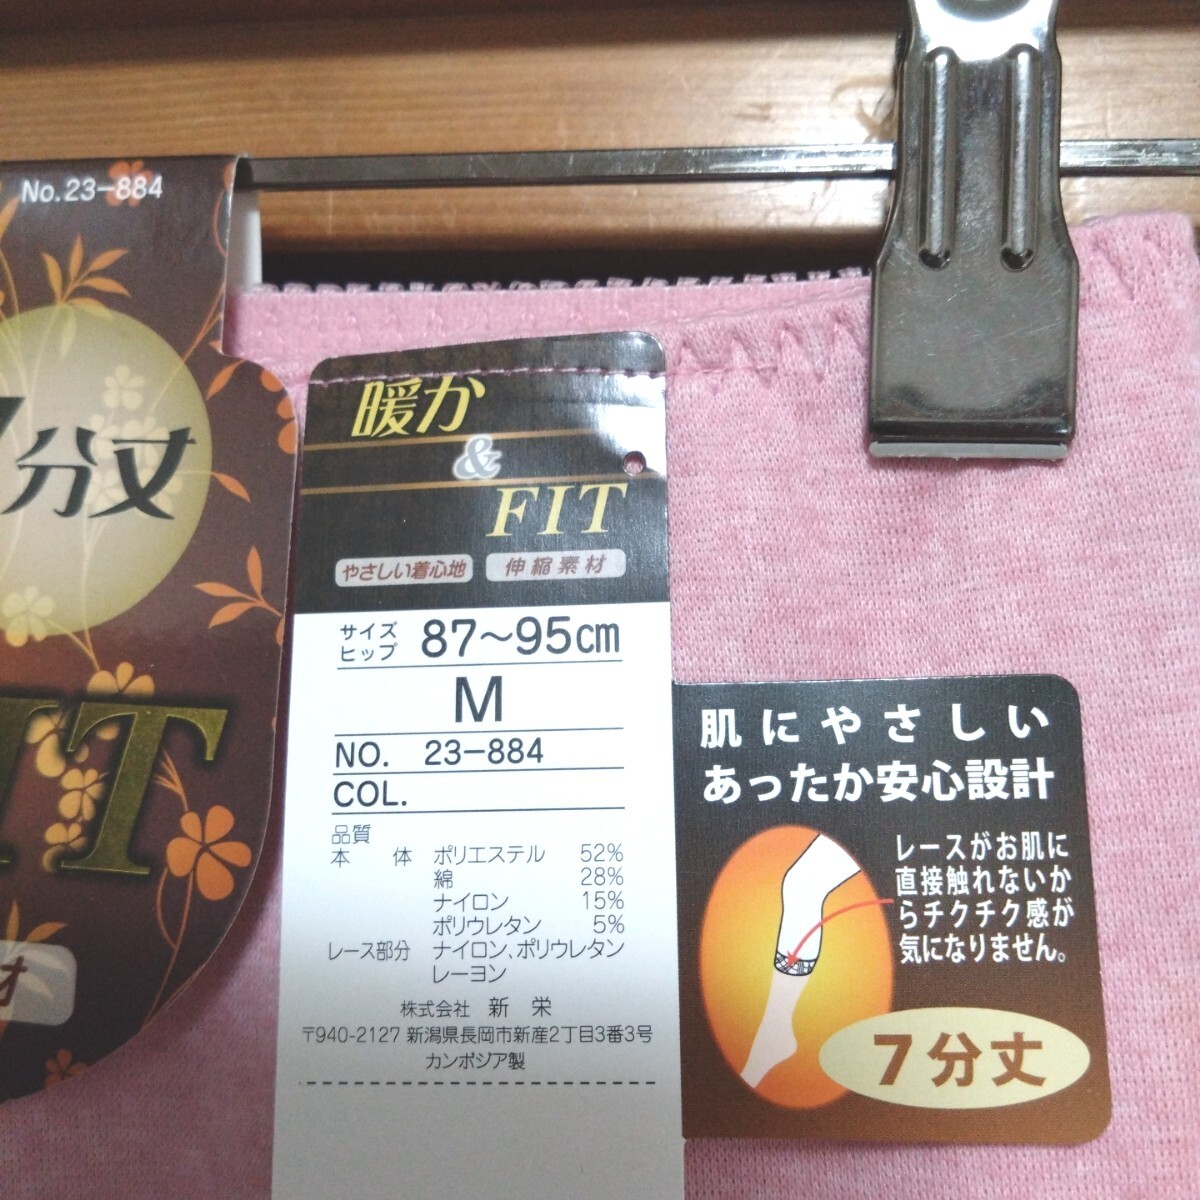 No.23-884
7分丈
IT
オ
暖か
&
FIT
やさしい着心地
伸縮素材
サイズ
ヒップ 87～95cm
M
NO. 23-884
COL.
品質
本 体 ポリエステル 52%
綿 28%
ナイロン 15%
ポリウレタン 5%
レース部分 ナイロン、ポリウレタン
レーヨン
株式会社 新 栄
〒940-2127 新潟県長岡市新産2丁目3番3号
カンボジア製
肌にやさしい
あったか安心設計
レースがお肌に
直接触れないか
らチクチク感が
気になりません。
7分丈